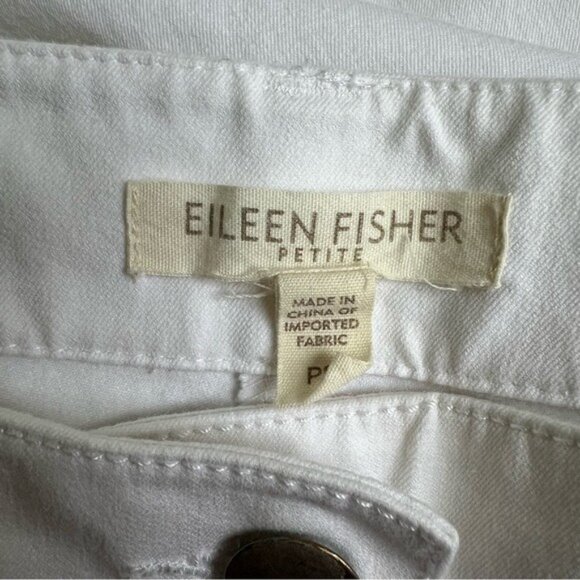 EILEEN FISHER
PETITE
MADE IN
CHINA OF
IMPORTED
FABRIC